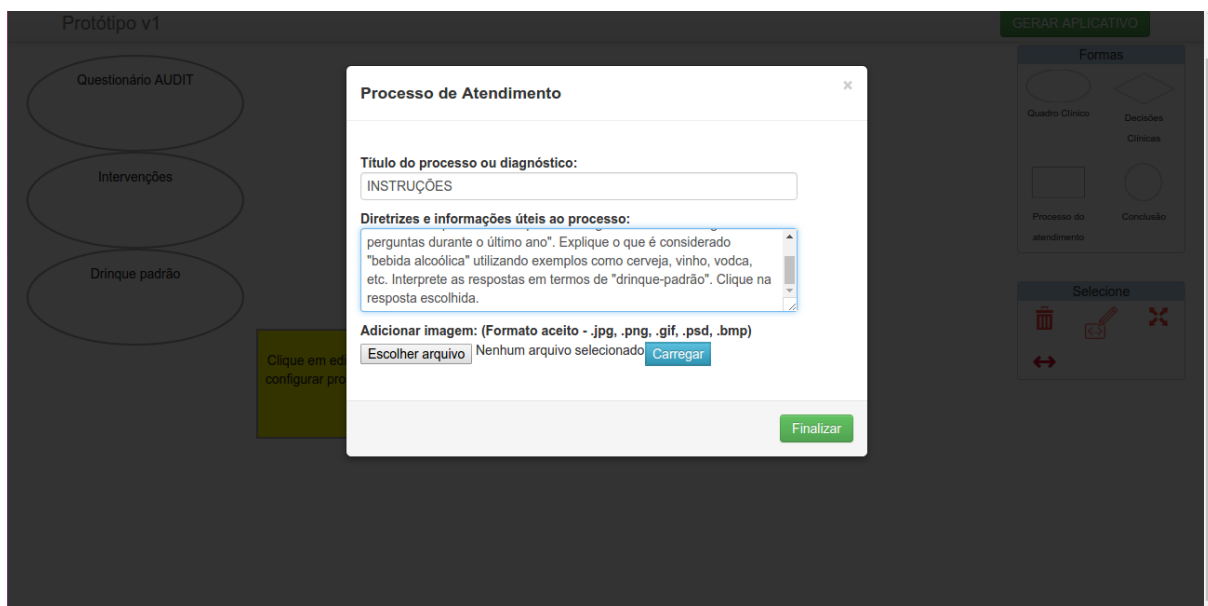 Protótipo v1
GERAR APLICATIVO
Questionário AUDIT
Intervenções
Drinque padrão
Clique em edi
configurar pro
Processo de Atendimento
×
Título do processo ou diagnóstico:
INSTRUÇÕES
Diretrizes e informações úteis ao processo:
perguntas durante o último ano". Explique o que é considerado
"bebida alcoólica" utilizando exemplos como cerveja, vinho, vodca,
etc. Interprete as respostas em termos de "drinque-padrão". Clique na
resposta escolhida.
Adicionar imagem: (Formato aceito - .jpg, .png, .gif, .psd, .bmp)
Escolher arquivo Nenhum arquivo selecionado Carregar
Finalizar
Formas
Quadro Clínico
Decisões
Clínicas
Processo do
atendimento
Conclusão
Selecione